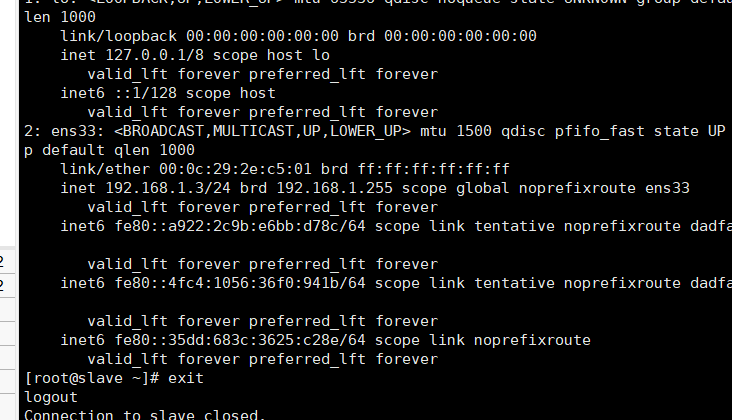 1: lo: <LOOPBACK,UP,LOWER_UP> mtu 65536 qdisc noqueue state UNKNOWN group defau
len 1000
link/loopback 00:00:00:00:00:00 brd 00:00:00:00:00:00
inet 127.0.0.1/8 scope host lo
valid_lft forever preferred_lft forever
inet6 ::1/128 scope host
valid_lft forever preferred_lft forever
2: ens33: <BROADCAST,MULTICAST,UP,LOWER_UP> mtu 1500 qdisc pfifo_fast state UP
p default qlen 1000
link/ether 00:0c:29:2e:c5:01 brd ff:ff:ff:ff:ff:ff
inet 192.168.1.3/24 brd 192.168.1.255 scope global noprefixroute ens33
valid_lft forever preferred_lft forever
inet6 fe80::a922:2c9b:e6bb:d78c/64 scope link tentative noprefixroute dadfa
valid_lft forever preferred_lft forever
inet6 fe80::4fc4:1056:36f0:941b/64 scope link tentative noprefixroute dadfa
valid_lft forever preferred_lft forever
inet6 fe80::35dd:683c:3625:c28e/64 scope link noprefixroute
valid_lft forever preferred_lft forever
[root@slave ~]# exit
logout
Connection to slave closed.
2
2